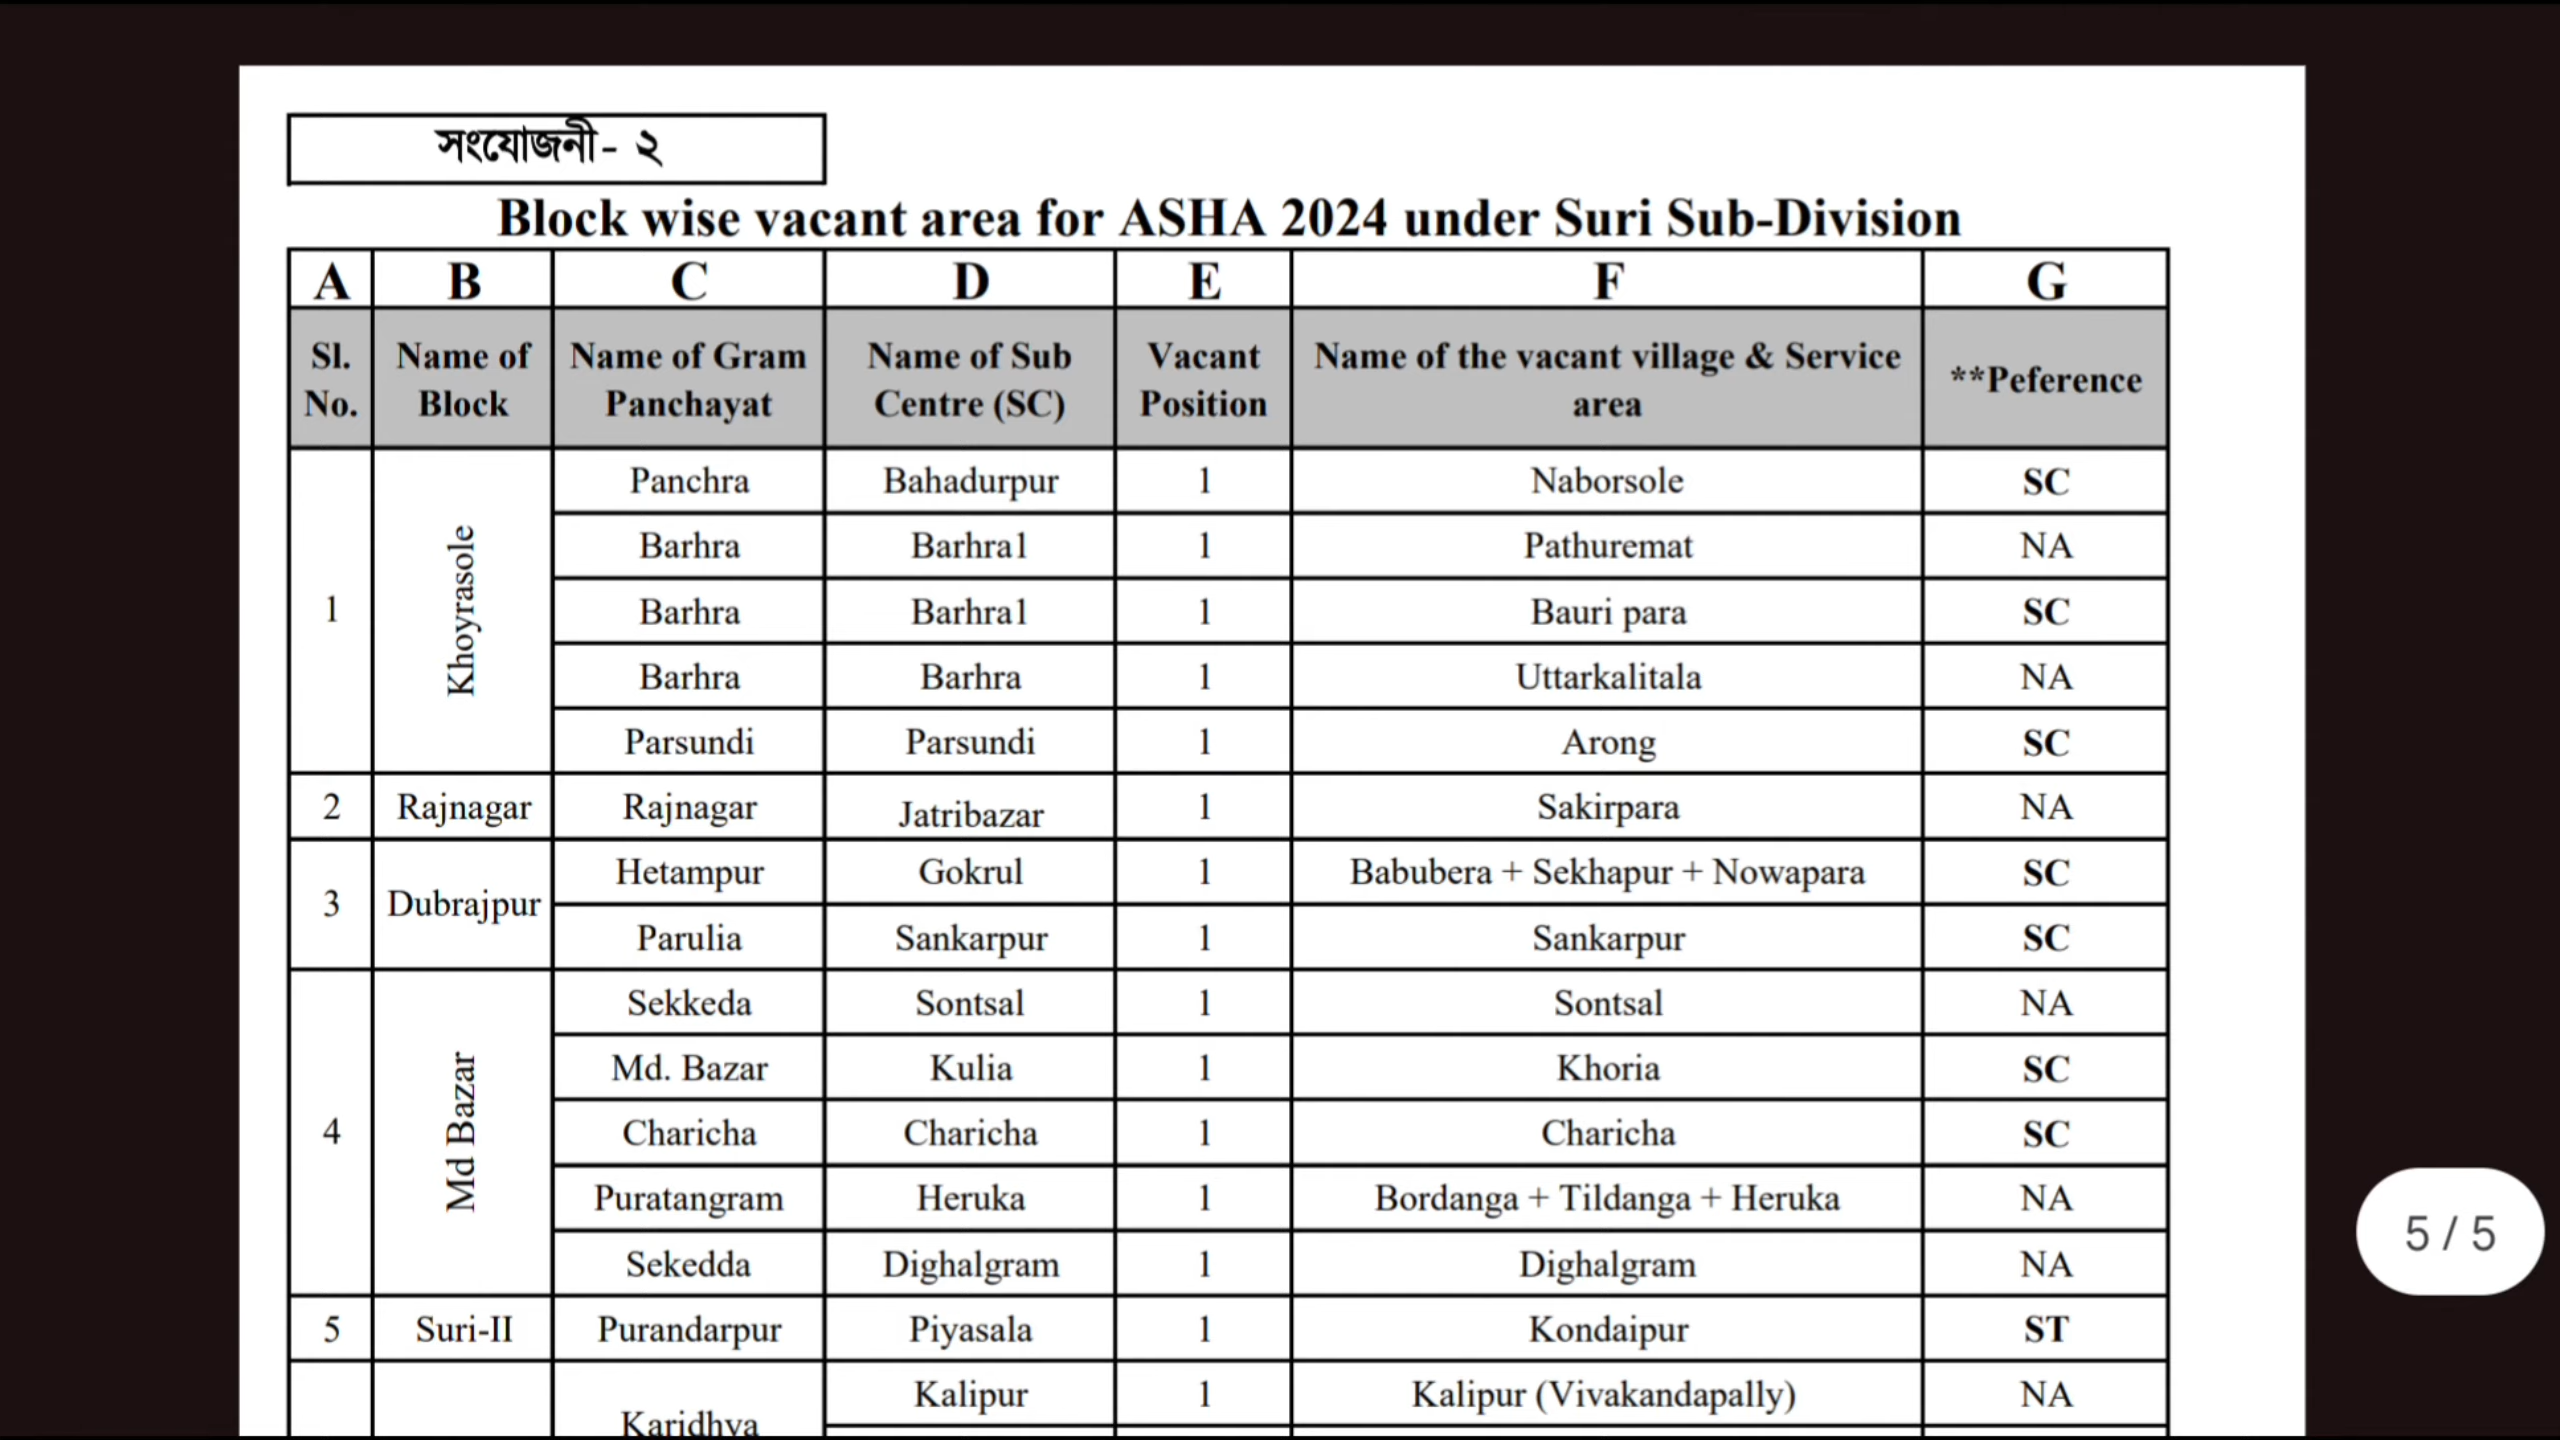 সংযোজনী- ২
Block wise vacant area for ASHA 2024 under Suri Sub-Division
A B C D E F G
Sl. No. Name of Block Name of Gram Panchayat Name of Sub Centre (SC) Vacant Position Name of the vacant village & Service area **Peference
1 Khoyrasole Panchra Bahadurpur 1 Naborsole SC
Barhra Barhra1 1 Pathuremat NA
Barhra Barhra1 1 Bauri para SC
Barhra Barhra 1 Uttarkalitala NA
Parsundi Parsundi 1 Arong SC
2 Rajnagar Rajnagar Jatribazar 1 Sakirpara NA
3 Dubrajpur Hetampur Gokrul 1 Babubera + Sekhapur + Nowapara SC
Parulia Sankarpur 1 Sankarpur SC
4 Md Bazar Sekkeda Sontsal 1 Sontsal NA
Md. Bazar Kulia 1 Khoria SC
Charicha Charicha 1 Charicha SC
Puratangram Heruka 1 Bordanga + Tildanga + Heruka NA
Sekedda Dighalgram 1 Dighalgram NA
5 Suri-II Purandarpur Piyasala 1 Kondaipur ST
Karidhya Kalipur 1 Kalipur (Vivakandapally) NA
5 / 5